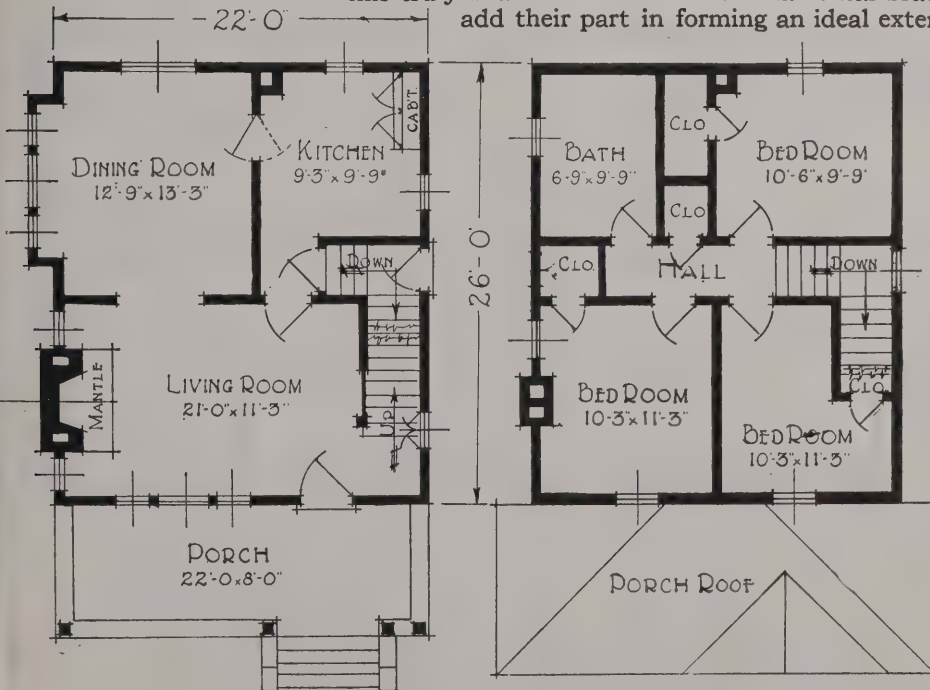 add their part in forming an ideal exter
22'-0"
DINING ROOM
12'-9"x13'-3"
KITCHEN
9'-3"x9'-9"
CAB'T.
DOWN
MANTLE
LIVING ROOM
21'-0"x11'-3"
UP
PORCH
22'-0x8'-0"
26'-0"
BATH
6-9"x9'-9"
CLO
BED ROOM
10'-6"x9'-9'
CLO
CLO.
HALL
DOWN
BED ROOM
10'-3"x11'-3"
CLO
BED ROOM
10'-3"x11'-3"
PORCH ROOF